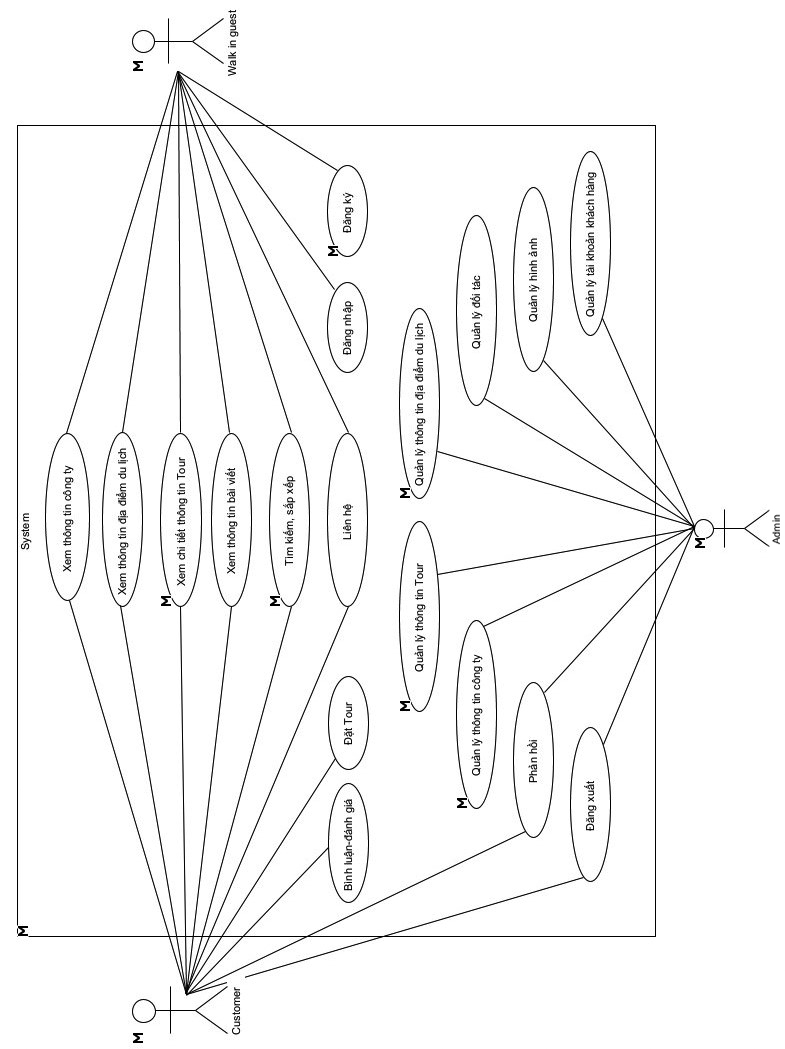 System
Walk in guest
Customer
Admin
Xem thông tin công ty
Xem thông tin địa điểm du lịch
Xem chi tiết thông tin Tour
Xem thông tin bài viết
Tìm kiếm, sắp xếp
Liên hệ
Đăng ký
Đăng nhập
Đặt Tour
Bình luận-đánh giá
Quản lý thông tin địa điểm du lịch
Quản lý thông tin Tour
Quản lý đối tác
Quản lý thông tin công ty
Quản lý hình ảnh
Phản hồi
Quản lý tài khoản khách hàng
Đăng xuất
M
M
M
M
M
M
M
M
M
M